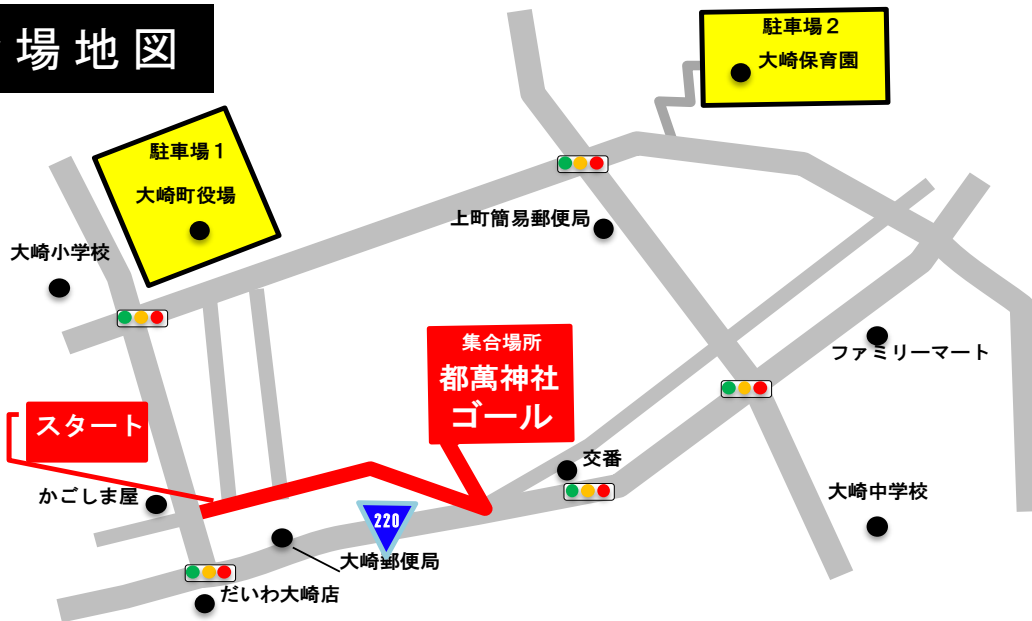 場地図
駐車場２
大崎保育園
駐車場１
大崎町役場
上町簡易郵便局
大崎小学校
集合場所
都萬神社
ゴール
ファミリーマート
スタート
交番
かごしま屋
大崎中学校
220
大崎郵便局
だいわ大崎店